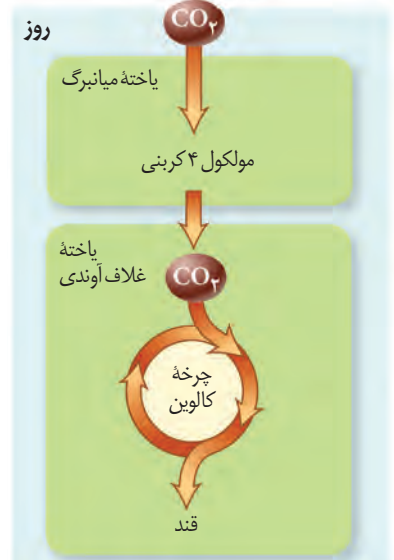 CO۲
روز
یاختهٔ میانبرگ
مولکول ۴ کربنی
یاختهٔ
غلاف آوندی
CO۲
چرخهٔ
کالوین
قند